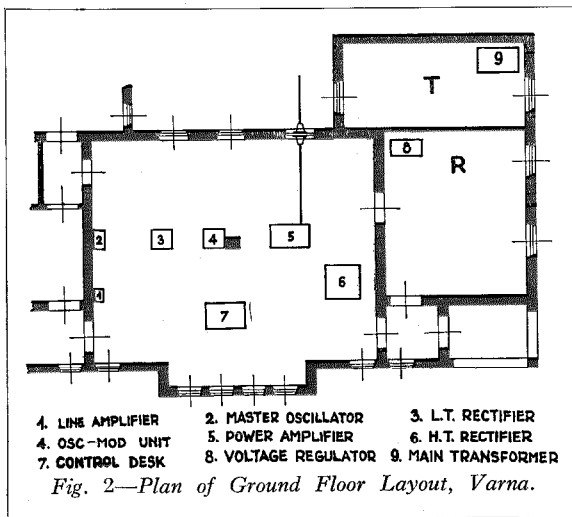 9
T
8
R
2
3
4
5
1
6
7
1. LINE AMPLIFIER 2. MASTER OSCILLATOR 3. L.T. RECTIFIER
4. OSC-MOD UNIT 5. POWER AMPLIFIER 6. H.T. RECTIFIER
7. CONTROL DESK 8. VOLTAGE REGULATOR 9. MAIN TRANSFORMER
Fig. 2—Plan of Ground Floor Layout, Varna.